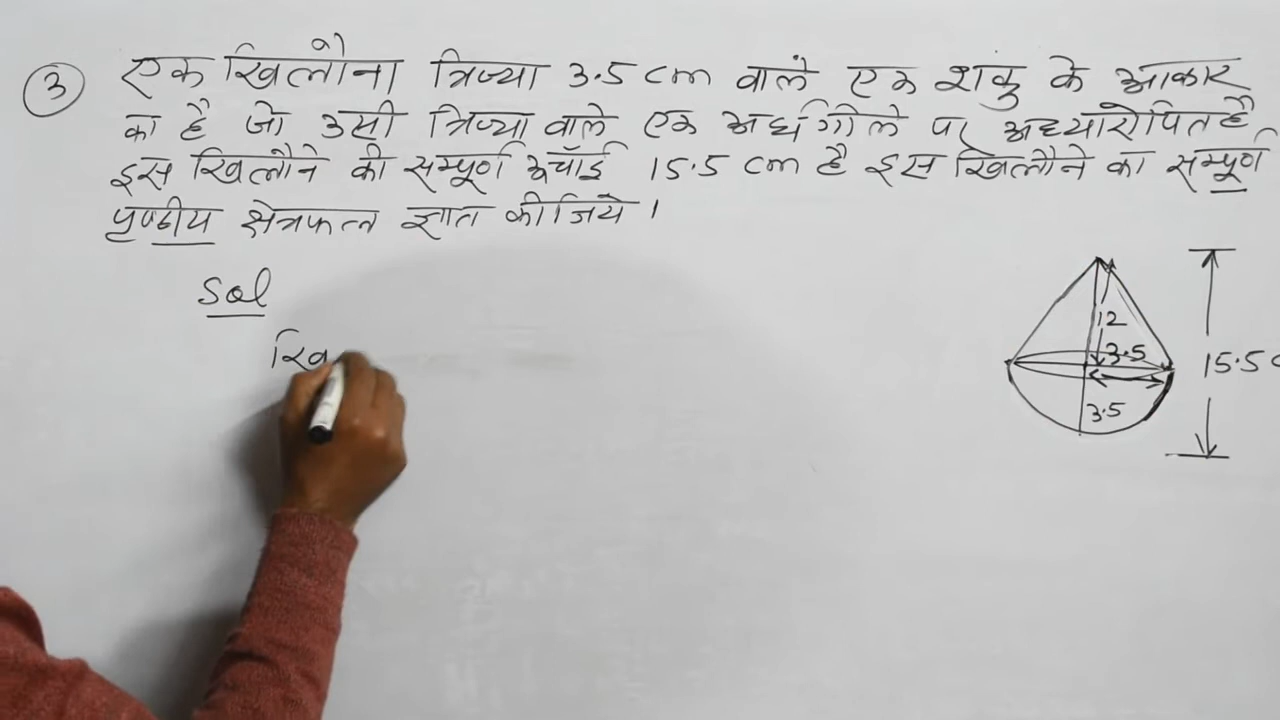 ③ एक खिलौना त्रिज्या 3.5 cm वाले एक शंकु के आकार
का है जो उसी त्रिज्या वाले एक अर्धगोले पर अध्यारोपित है
इस खिलौने की सम्पूर्ण ऊँचाई 15.5 cm है इस खिलौने का सम्पूर्ण
पृष्ठीय क्षेत्रफल ज्ञात कीजिये ।
Sol
खि
12
3.5
15.5 c
3.5